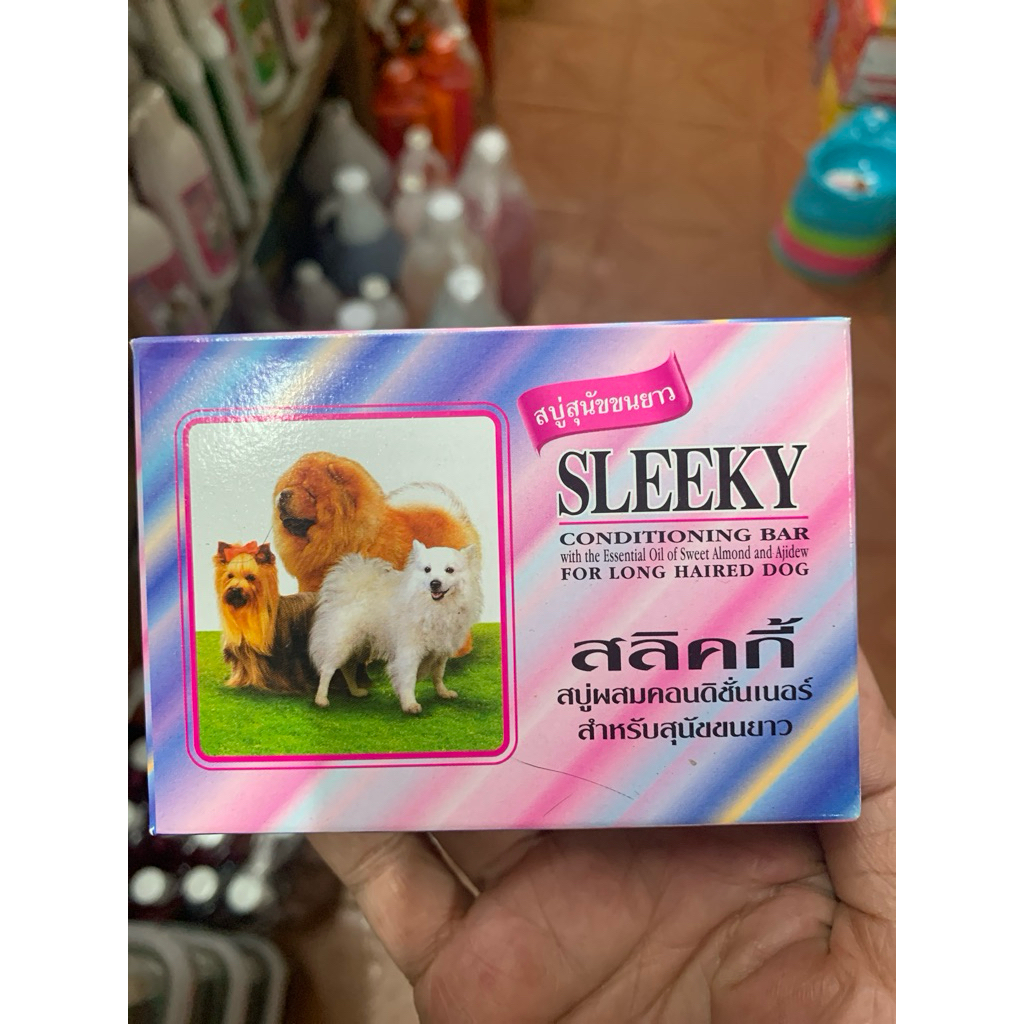 สบู่สุนัขขนยาว
SLEEKY
CONDITIONING BAR
with the Essential Oil of Sweet Almond and Ajidew
FOR LONG HAIRED DOG
สลิคกี้
สบู่ผสมคอนดิชั่นเนอร์
สำหรับสุนัขขนยาว